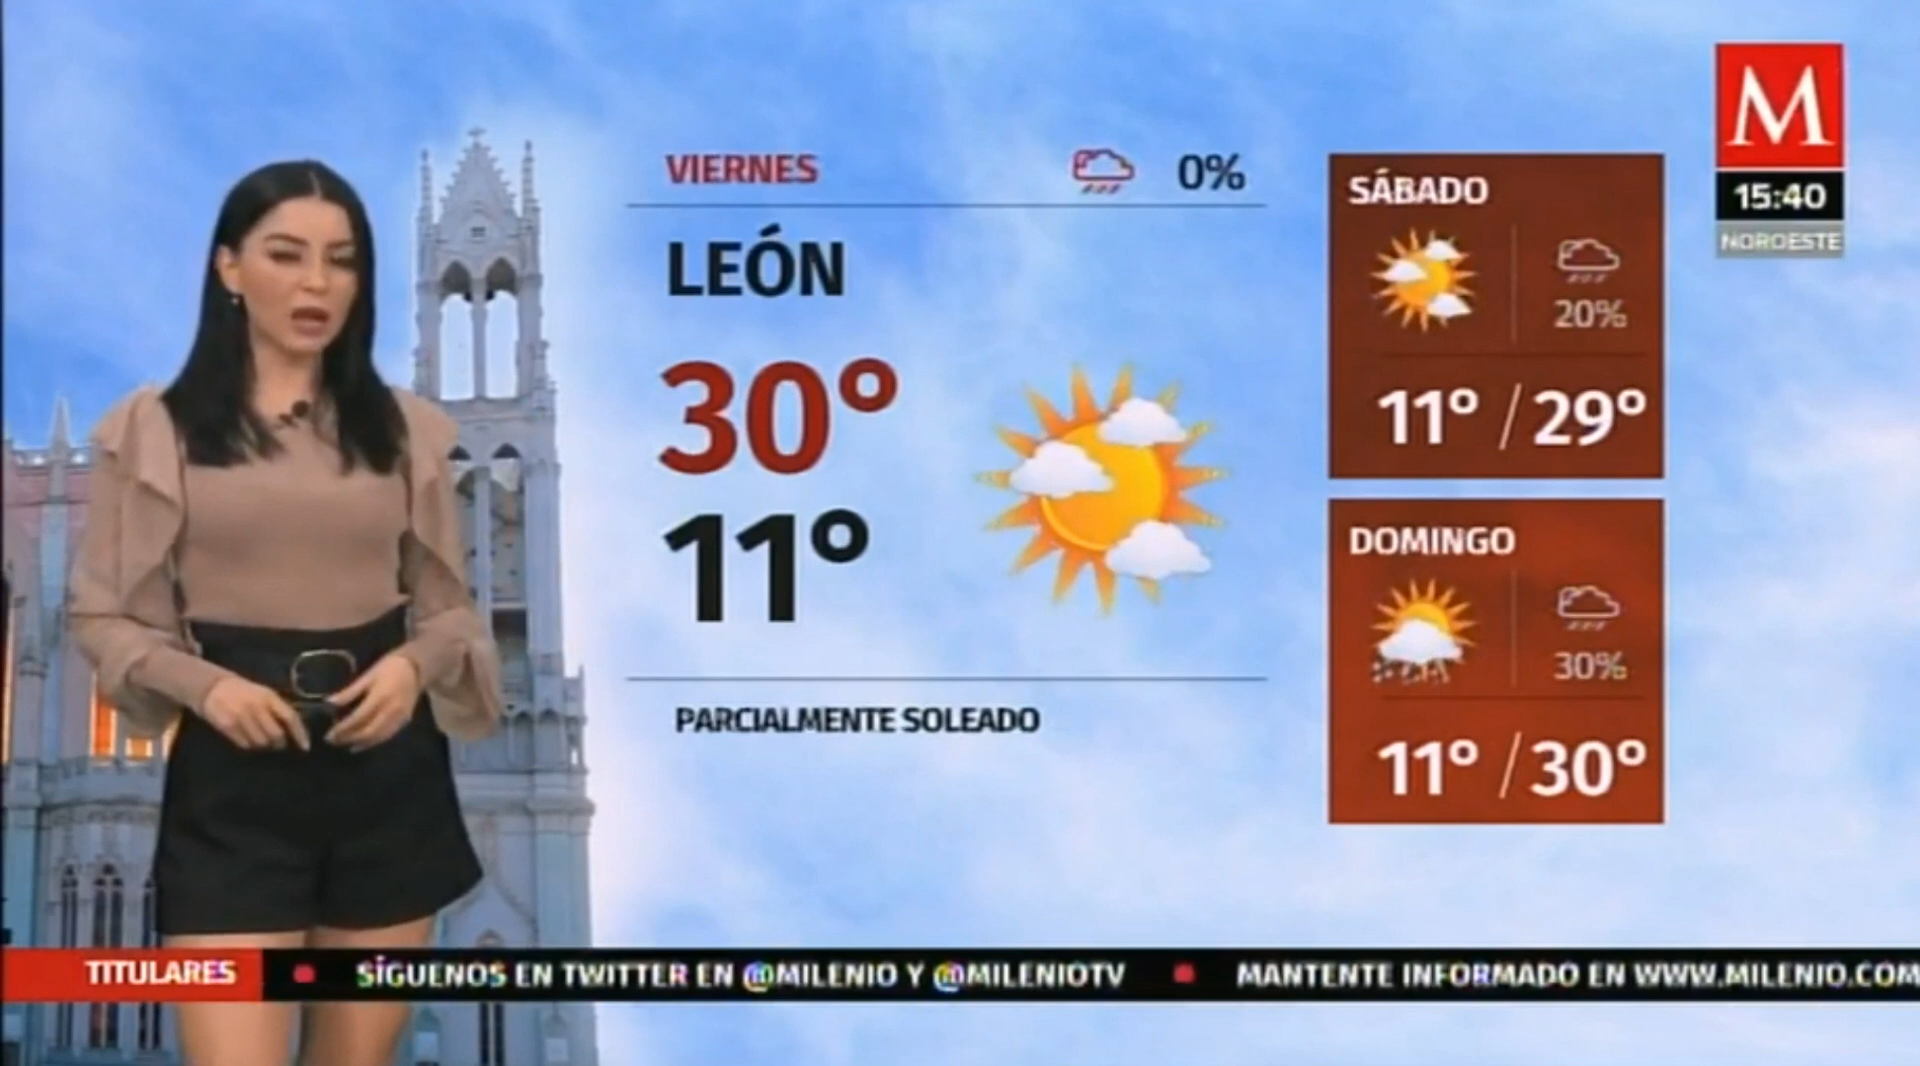 VIERNES 0%
LEÓN
30°
11°
PARCIALMENTE SOLEADO
SÁBADO
20%
11° / 29°
DOMINGO
30%
11° / 30°
M
15:40
NOROESTE
TITULARES SÍGUENOS EN TWITTER EN @MILENIO Y @MILENIOTV MANTENTE INFORMADO EN WWW.MILENIO.COM